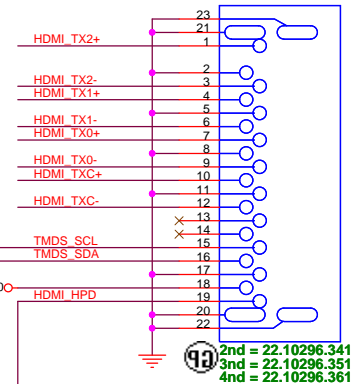 23
21
HDMI_TX2+ 1
2
HDMI_TX2- 3
HDMI_TX1+ 4
5
HDMI_TX1- 6
HDMI_TX0+ 7
8
HDMI_TX0- 9
HDMI_TXC+ 10
11
HDMI_TXC- 12
13
14
TMDS_SCL 15
TMDS_SDA 16
17
18
HDMI_HPD 19
20
22
2nd = 22.10296.341
3nd = 22.10296.351
4nd = 22.10296.361